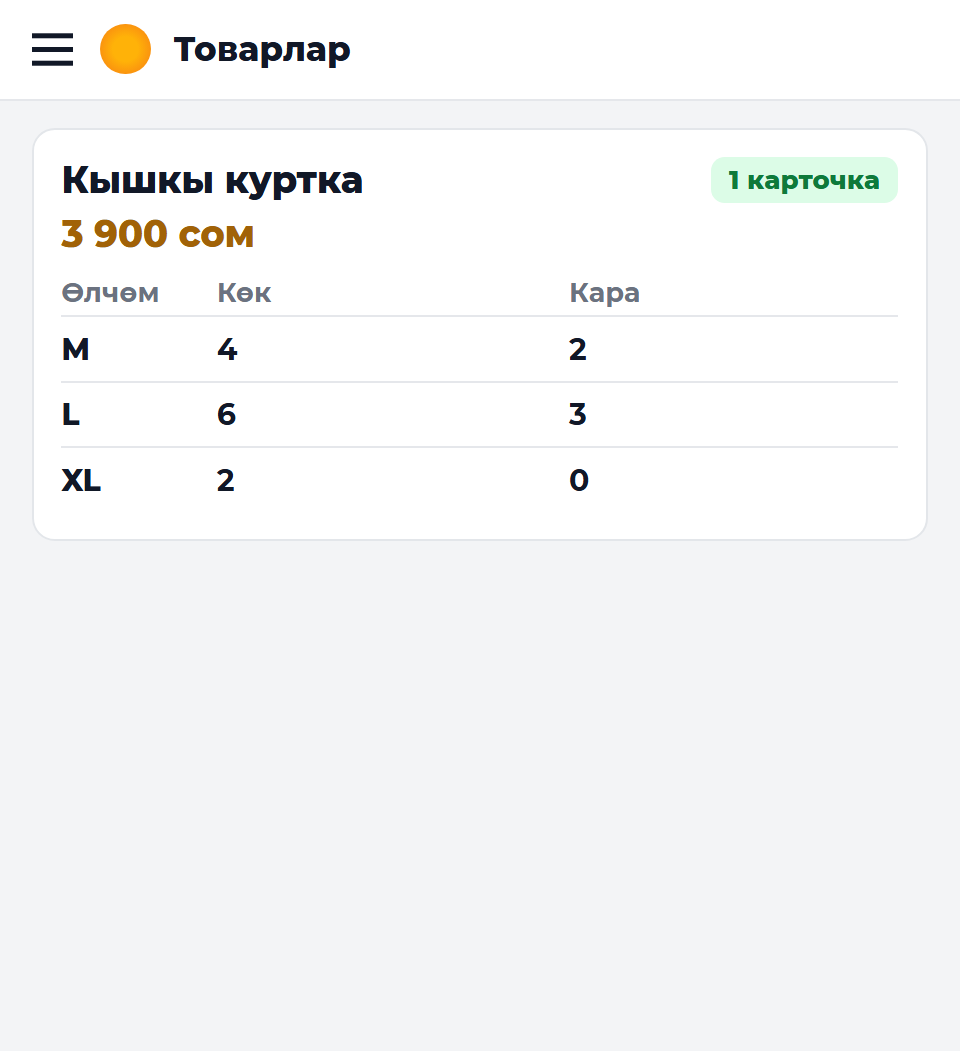 Товарлар
Кышкы куртка 1 карточка
3 900 сом
Өлчөм Көк Кара
M 4 2
L 6 3
XL 2 0